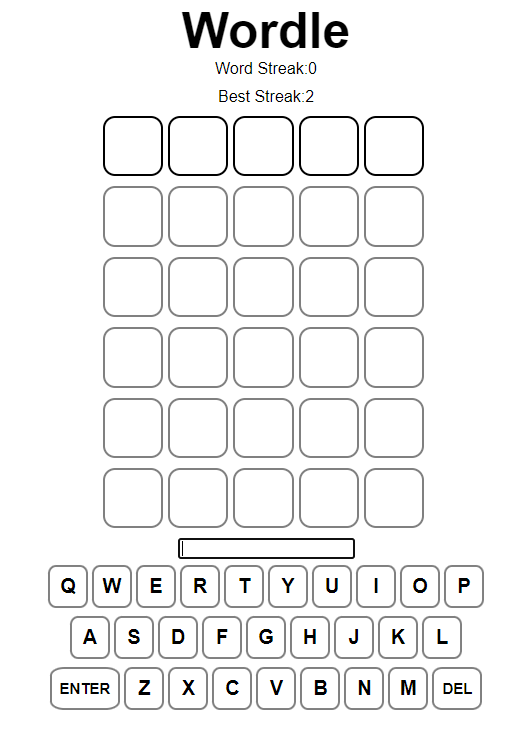 Wordle
Word Streak:0
Best Streak:2
Q W E R T Y U I O P
A S D F G H J K L
ENTER Z X C V B N M DEL